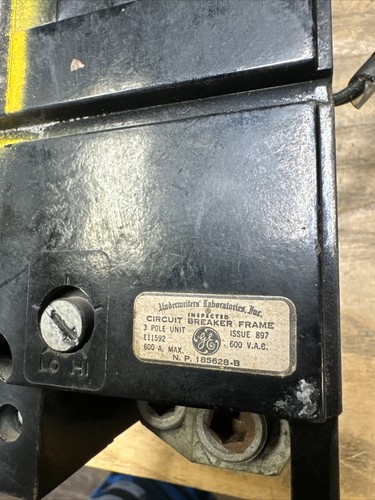 Underwriters' Laboratories, Inc.
®
INSPECTED
CIRCUIT BREAKER FRAME
3 POLE UNIT ISSUE 897
E11592 GE 600 V.A.C.
600 A. MAX.
N. P. 185628-B
LO HI